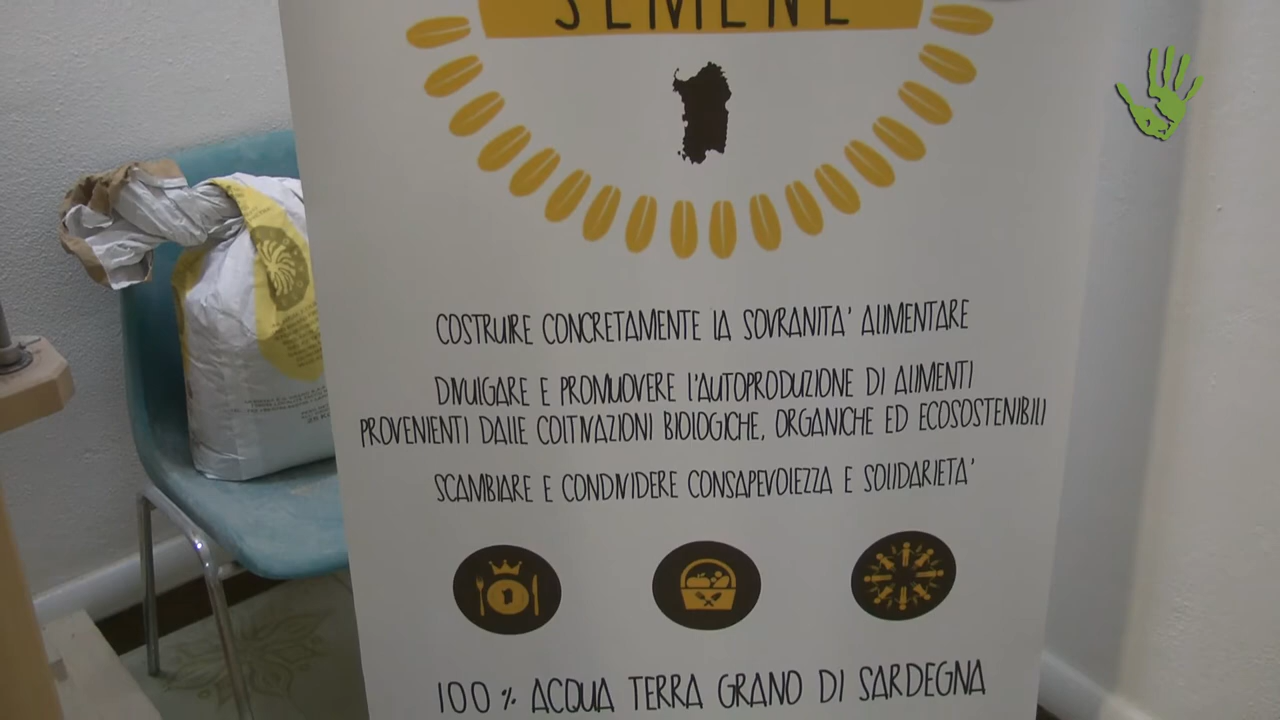 SEMENE
COSTRUIRE CONCRETAMENTE LA SOVRANITA' ALIMENTARE
DIVULGARE E PROMUOVERE L'AUTOPRODUZIONE DI ALIMENTI
PROVENIENTI DALLE COLTIVAZIONI BIOLOGICHE, ORGANICHE ED ECOSOSTENIBILI
SCAMBIARE E CONDIVIDERE CONSAPEVOLEZZA E SOLIDARIETA'
100% ACQUA TERRA GRANO DI SARDEGNA